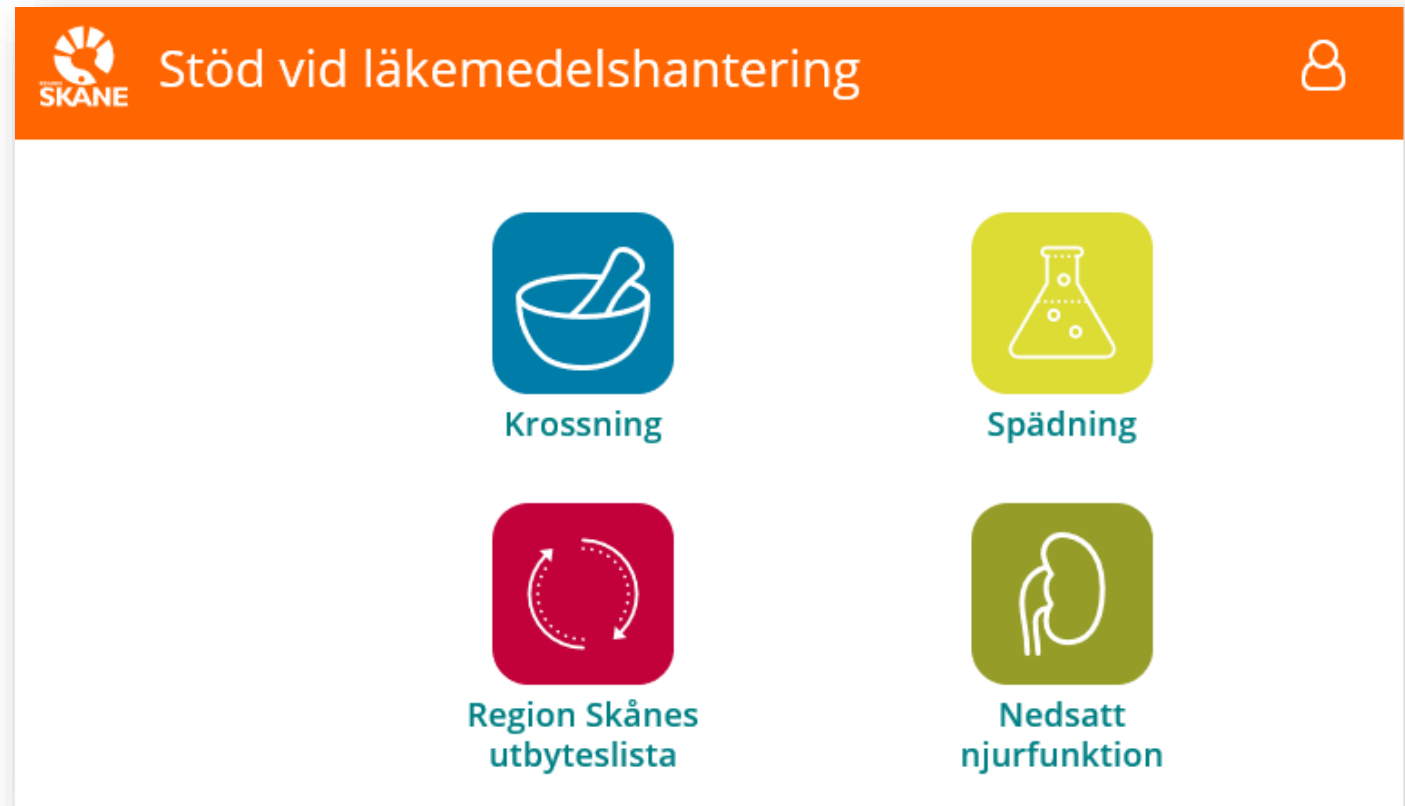 SKÅNE
Stöd vid läkemedelshantering
Krossning
Spädning
Region Skånes
utbyteslista
Nedsatt
njurfunktion